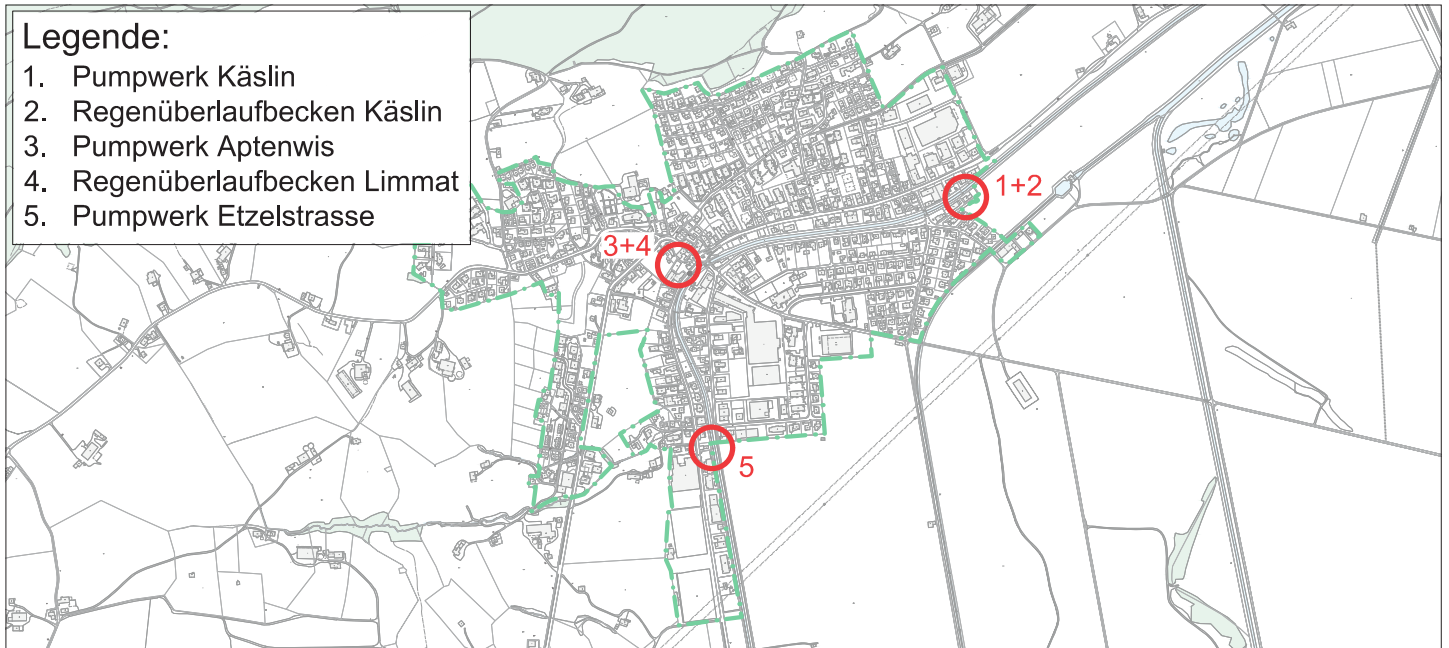 Legende:
1. Pumpwerk Käslin
2. Regenüberlaufbecken Käslin
3. Pumpwerk Aptenwis
4. Regenüberlaufbecken Limmat
5. Pumpwerk Etzelstrasse
1+2
3+4
5